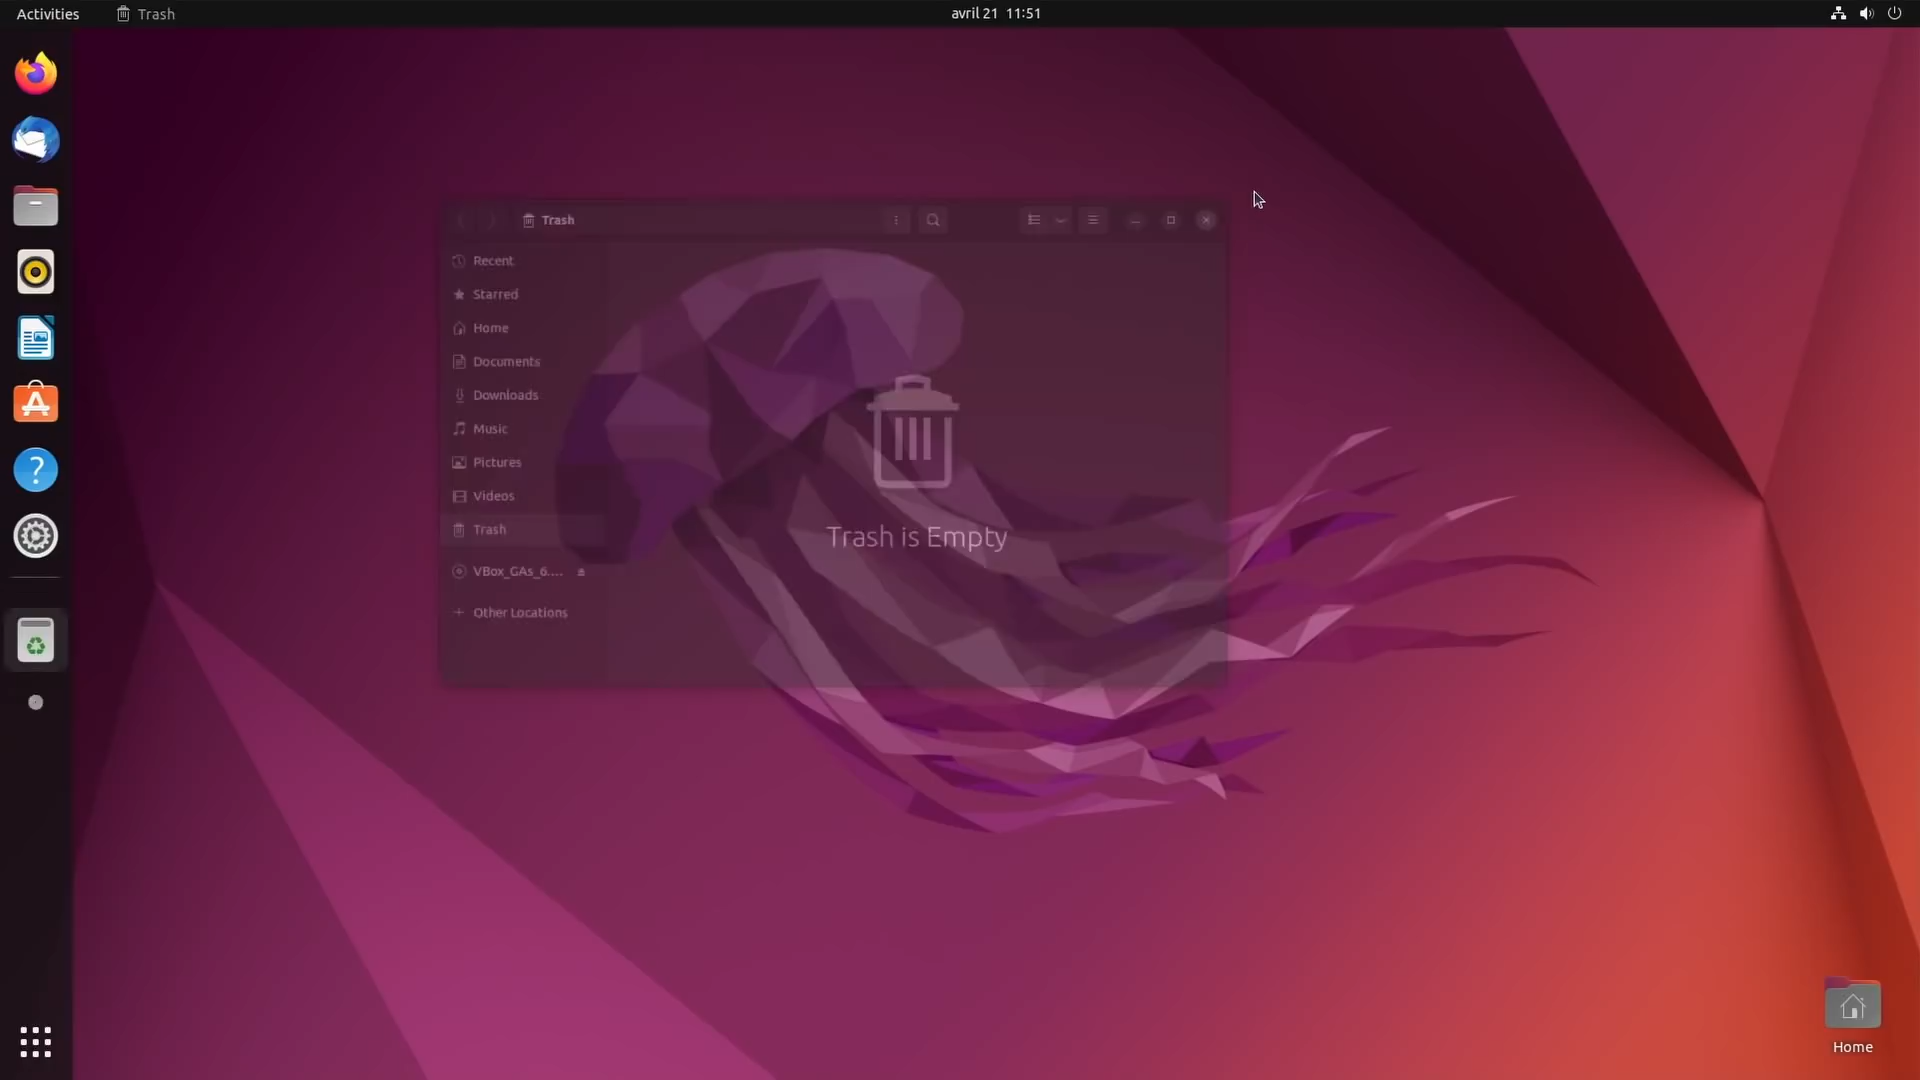 Activities
Trash
avril 21 11:51
Trash
Recent
Starred
Home
Documents
Downloads
Music
Pictures
Videos
Trash
VBox_GAs_6....
Other Locations
Trash is Empty
Home